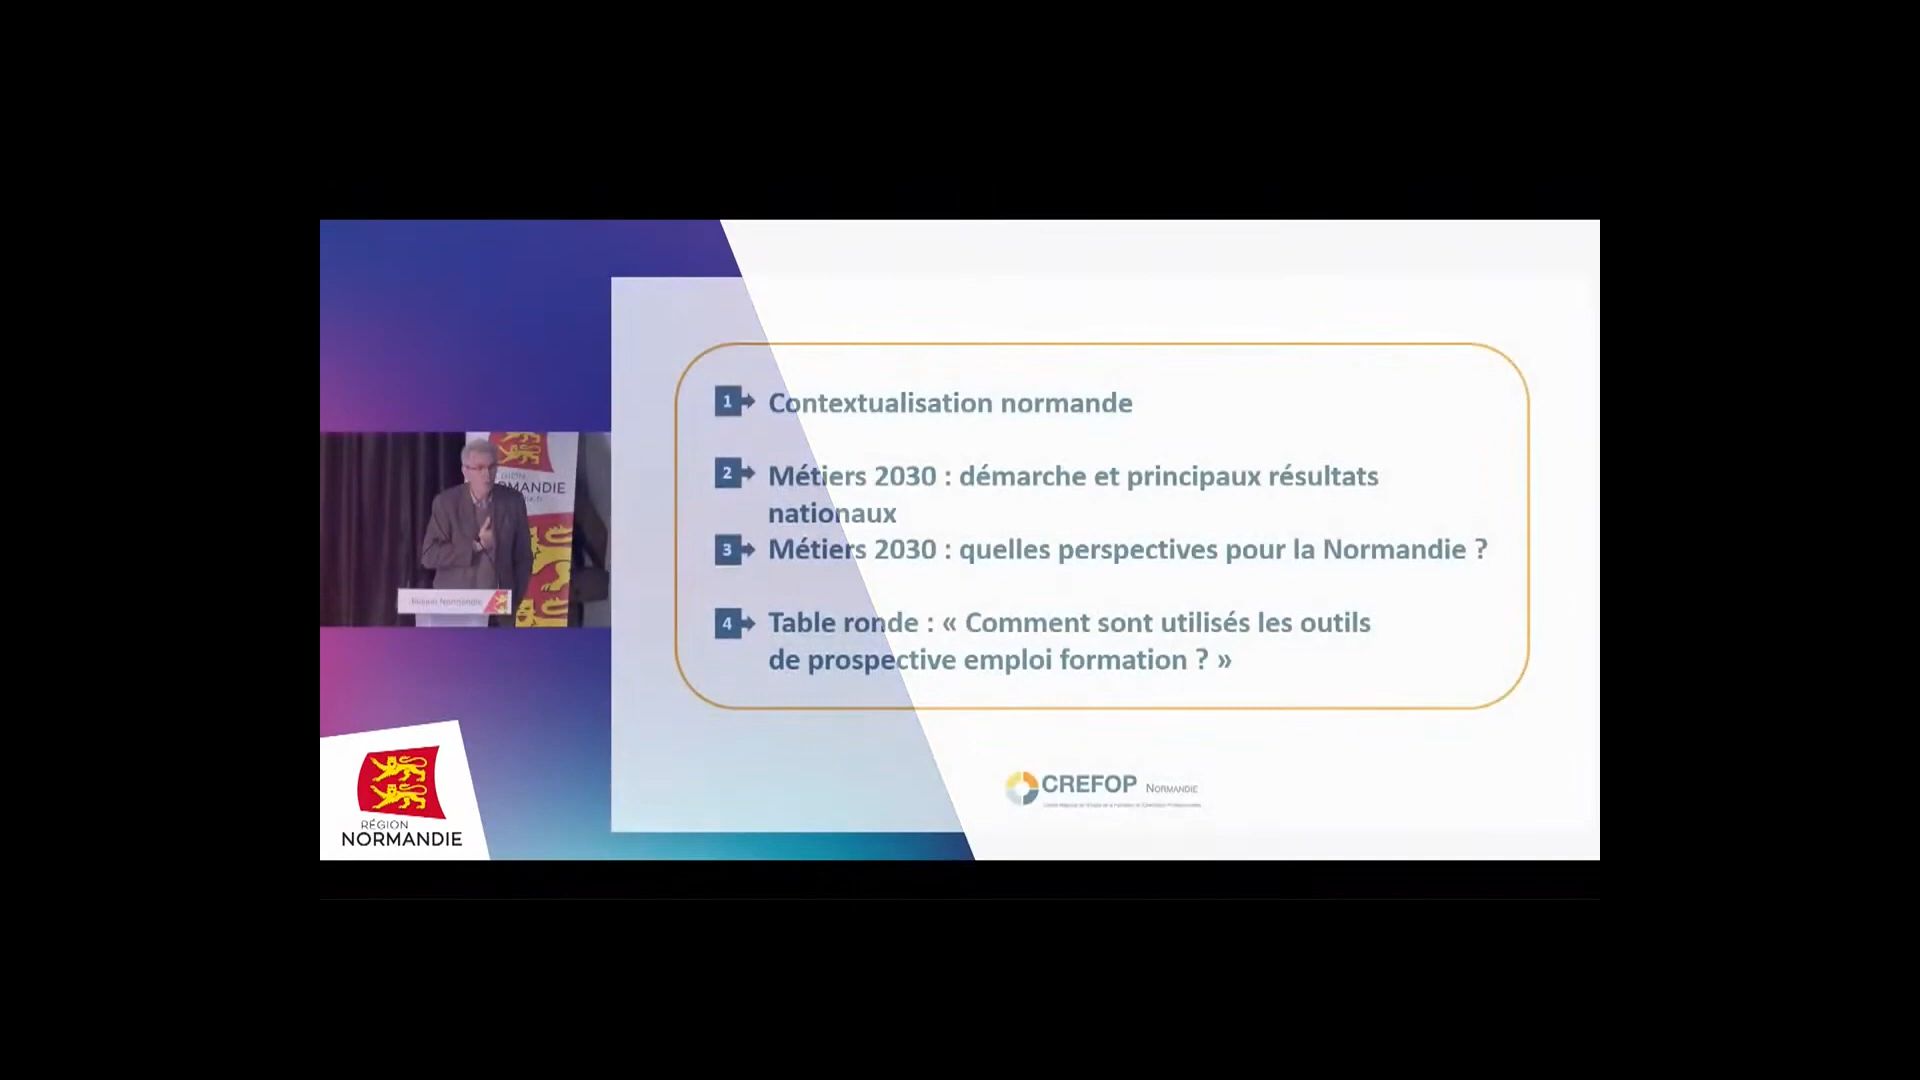 1
Contextualisation normande
2
Métiers 2030 : démarche et principaux résultats
nationaux
3
Métiers 2030 : quelles perspectives pour la Normandie ?
4
Table ronde : « Comment sont utilisés les outils
de prospective emploi formation ? »
CREFOP NORMANDIE
RÉGION
NORMANDIE